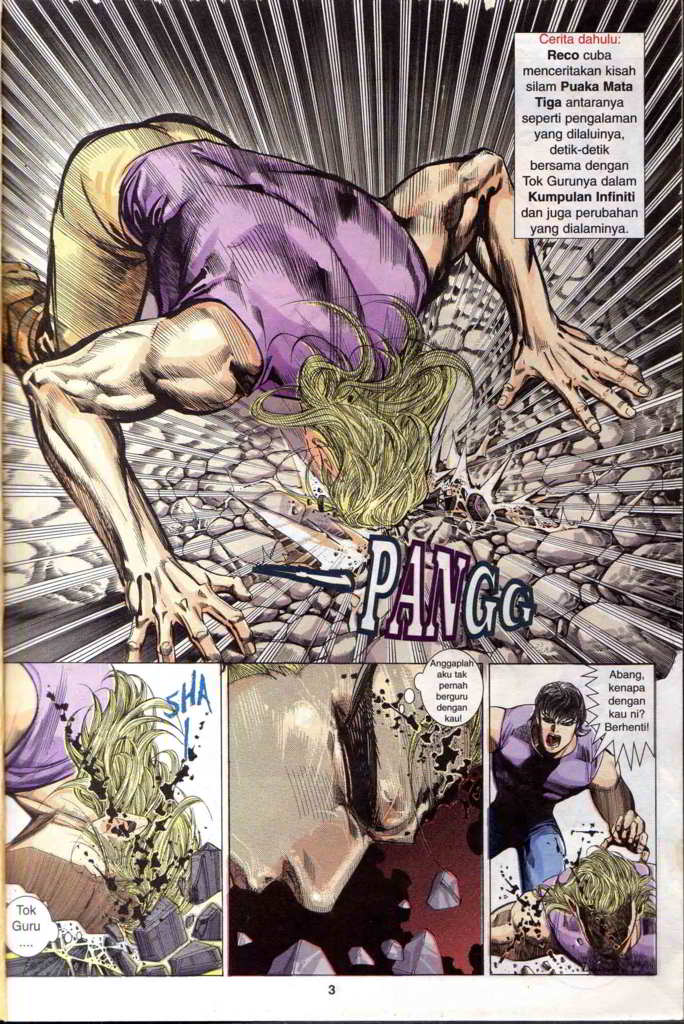 Cerita dahulu:
Reco cuba
menceritakan kisah
silam Puaka Mata
Tiga antaranya
seperti pengalaman
yang dilaluinya,
detik-detik
bersama dengan
Tok Gurunya dalam
Kumpulan Infiniti
dan juga perubahan
yang dialaminya.
PANGG
SHA
Tok
Guru
....
Anggaplah
aku tak
pernah
berguru
dengan
kau!
Abang,
kenapa
dengan
kau ni?
Berhenti!
3